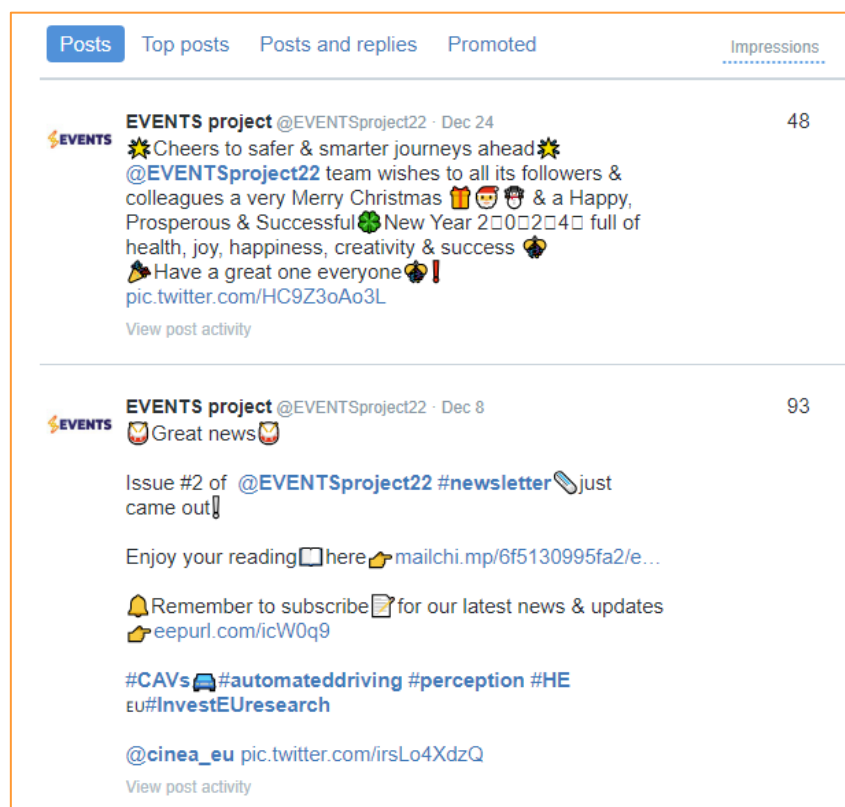 Posts Top posts Posts and replies Promoted Impressions
EVENTS project @EVENTSproject22 · Dec 24 48
EVENTS
🌟Cheers to safer & smarter journeys ahead🌟
@EVENTSproject22 team wishes to all its followers &
colleagues a very Merry Christmas 🎁🎅⛄ & a Happy,
Prosperous & Successful🍀New Year 2□0□2□4□ full of
health, joy, happiness, creativity & success 
Have a great one everyone❗
pic.twitter.com/HC9Z3oAo3L
View post activity
EVENTS project @EVENTSproject22 · Dec 8 93
EVENTS
🥁Great news🥁
Issue #2 of @EVENTSproject22 #newsletter🗞just
came out❕
Enjoy your reading📖here👉mailchi.mp/6f5130995fa2/e…
🔔Remember to subscribe📝for our latest news & updates
👉eepurl.com/icW0q9
#CAVs🚘#automateddriving #perception #HE
EU#InvestEUresearch
@cinea_eu pic.twitter.com/irsLo4XdzQ
View post activity